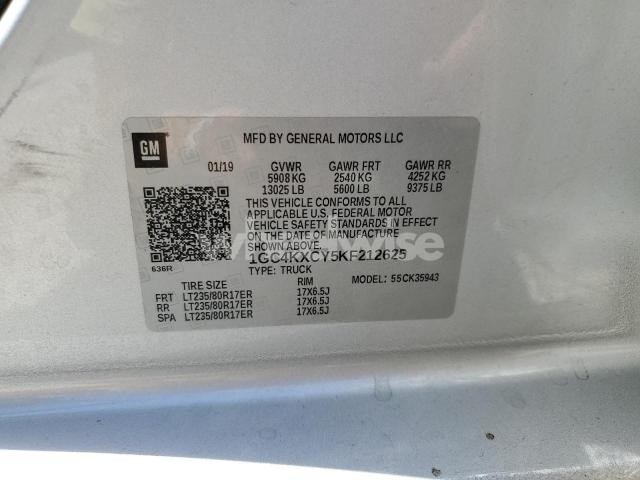 GM
MFD BY GENERAL MOTORS LLC
01/19 GVWR GAWR FRT GAWR RR
5908 KG 2540 KG 4252 KG
13025 LB 5600 LB 9375 LB
THIS VEHICLE CONFORMS TO ALL
APPLICABLE U.S. FEDERAL MOTOR
VEHICLE SAFETY STANDARDS IN EFFECT
ON THE DATE OF MANUFACTURE SHOWN ABOVE.
1GC4KXCY5KF212625
636R TYPE: TRUCK
TIRE SIZE RIM MODEL: 55CK35943
FRT LT235/80R17ER 17X6.5J
RR LT235/80R17ER 17X6.5J
SPA LT235/80R17ER 17X6.5J